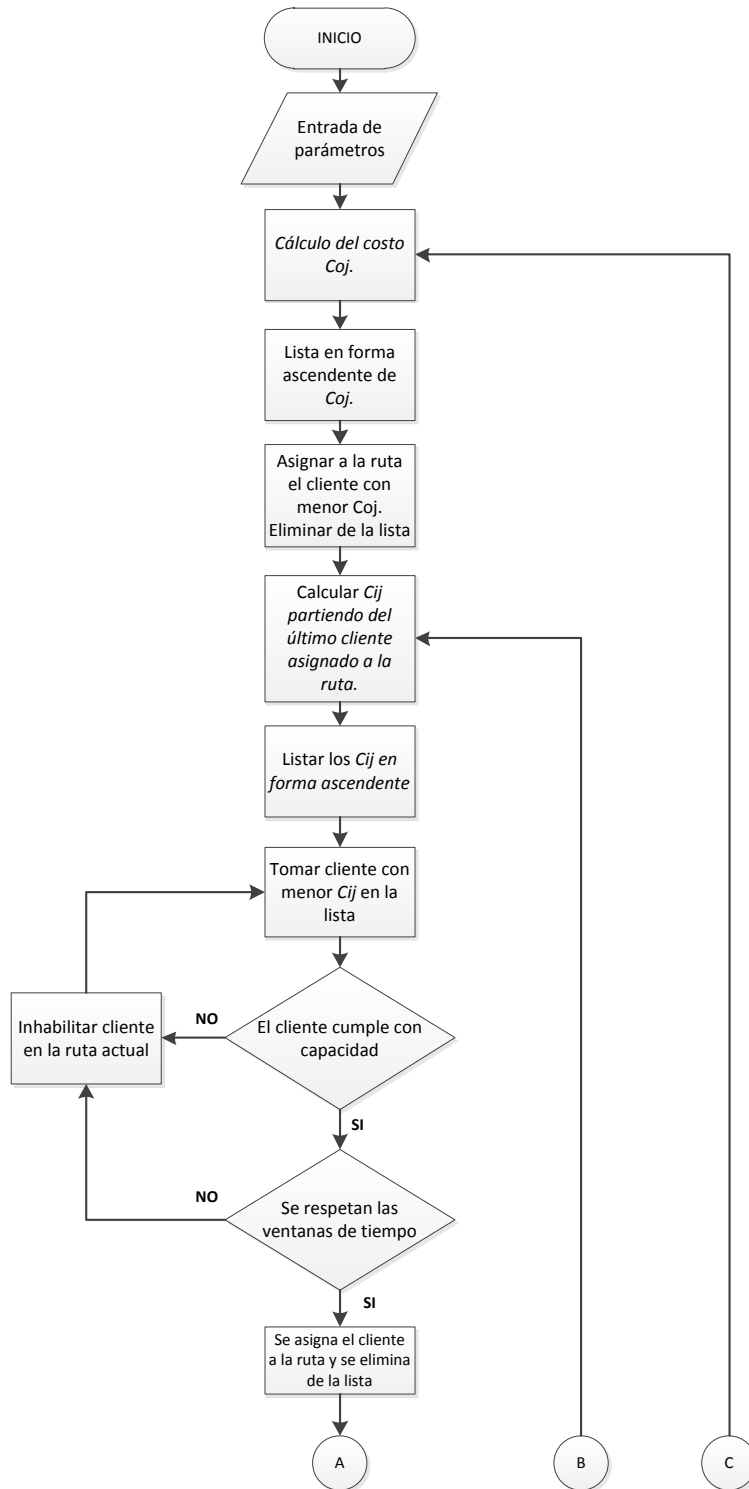 INICIO
Entrada de
parámetros
Cálculo del costo
Coj.
Lista en forma
ascendente de
Coj.
Asignar a la ruta
el cliente con
menor Coj.
Eliminar de la lista
Calcular Cij
partiendo del
último cliente
asignado a la
ruta.
Listar los Cij en
forma ascendente
Tomar cliente con
menor Cij en la
lista
Inhabilitar cliente
en la ruta actual
NO
El cliente cumple con
capacidad
SI
NO
Se respetan las
ventanas de tiempo
SI
Se asigna el cliente
a la ruta y se elimina
de la lista
A
B
C